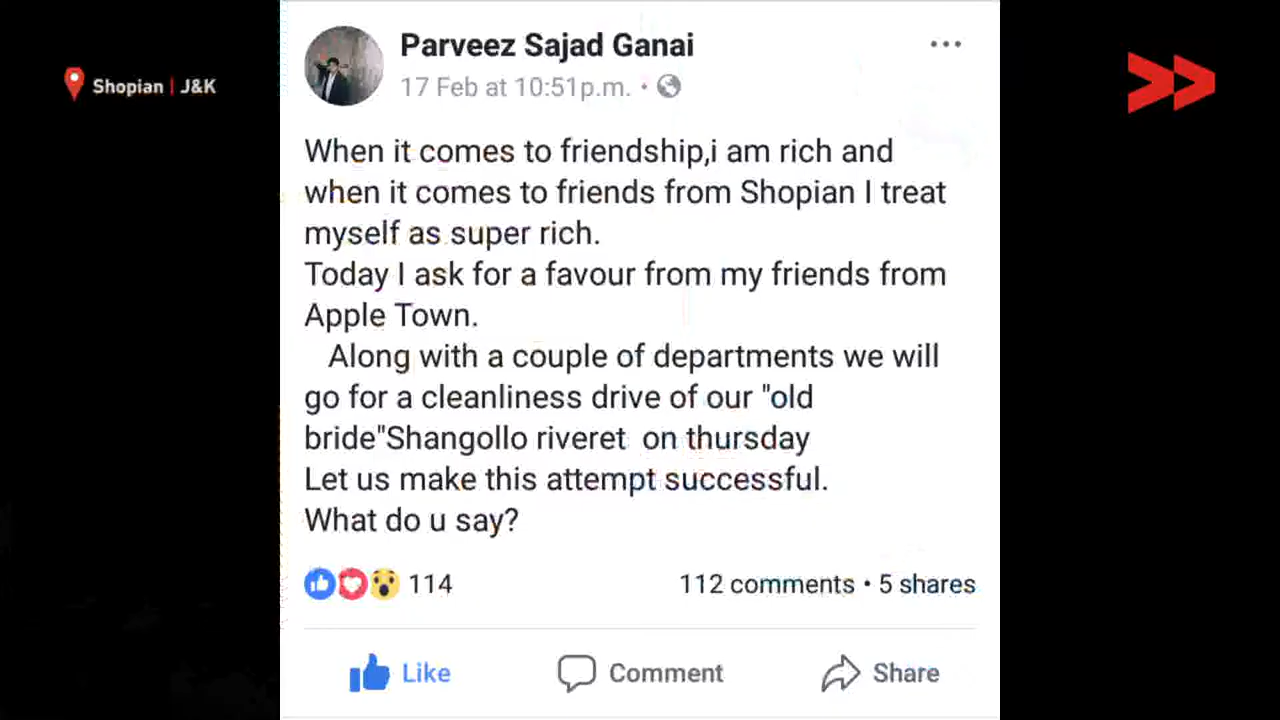 Shopian | J&K
Parveez Sajad Ganai
17 Feb at 10:51p.m. •
When it comes to friendship,i am rich and
when it comes to friends from Shopian I treat
myself as super rich.
Today I ask for a favour from my friends from
Apple Town.
Along with a couple of departments we will
go for a cleanliness drive of our "old
bride"Shangollo riveret on thursday
Let us make this attempt successful.
What do u say?
114
112 comments • 5 shares
Like
Comment
Share